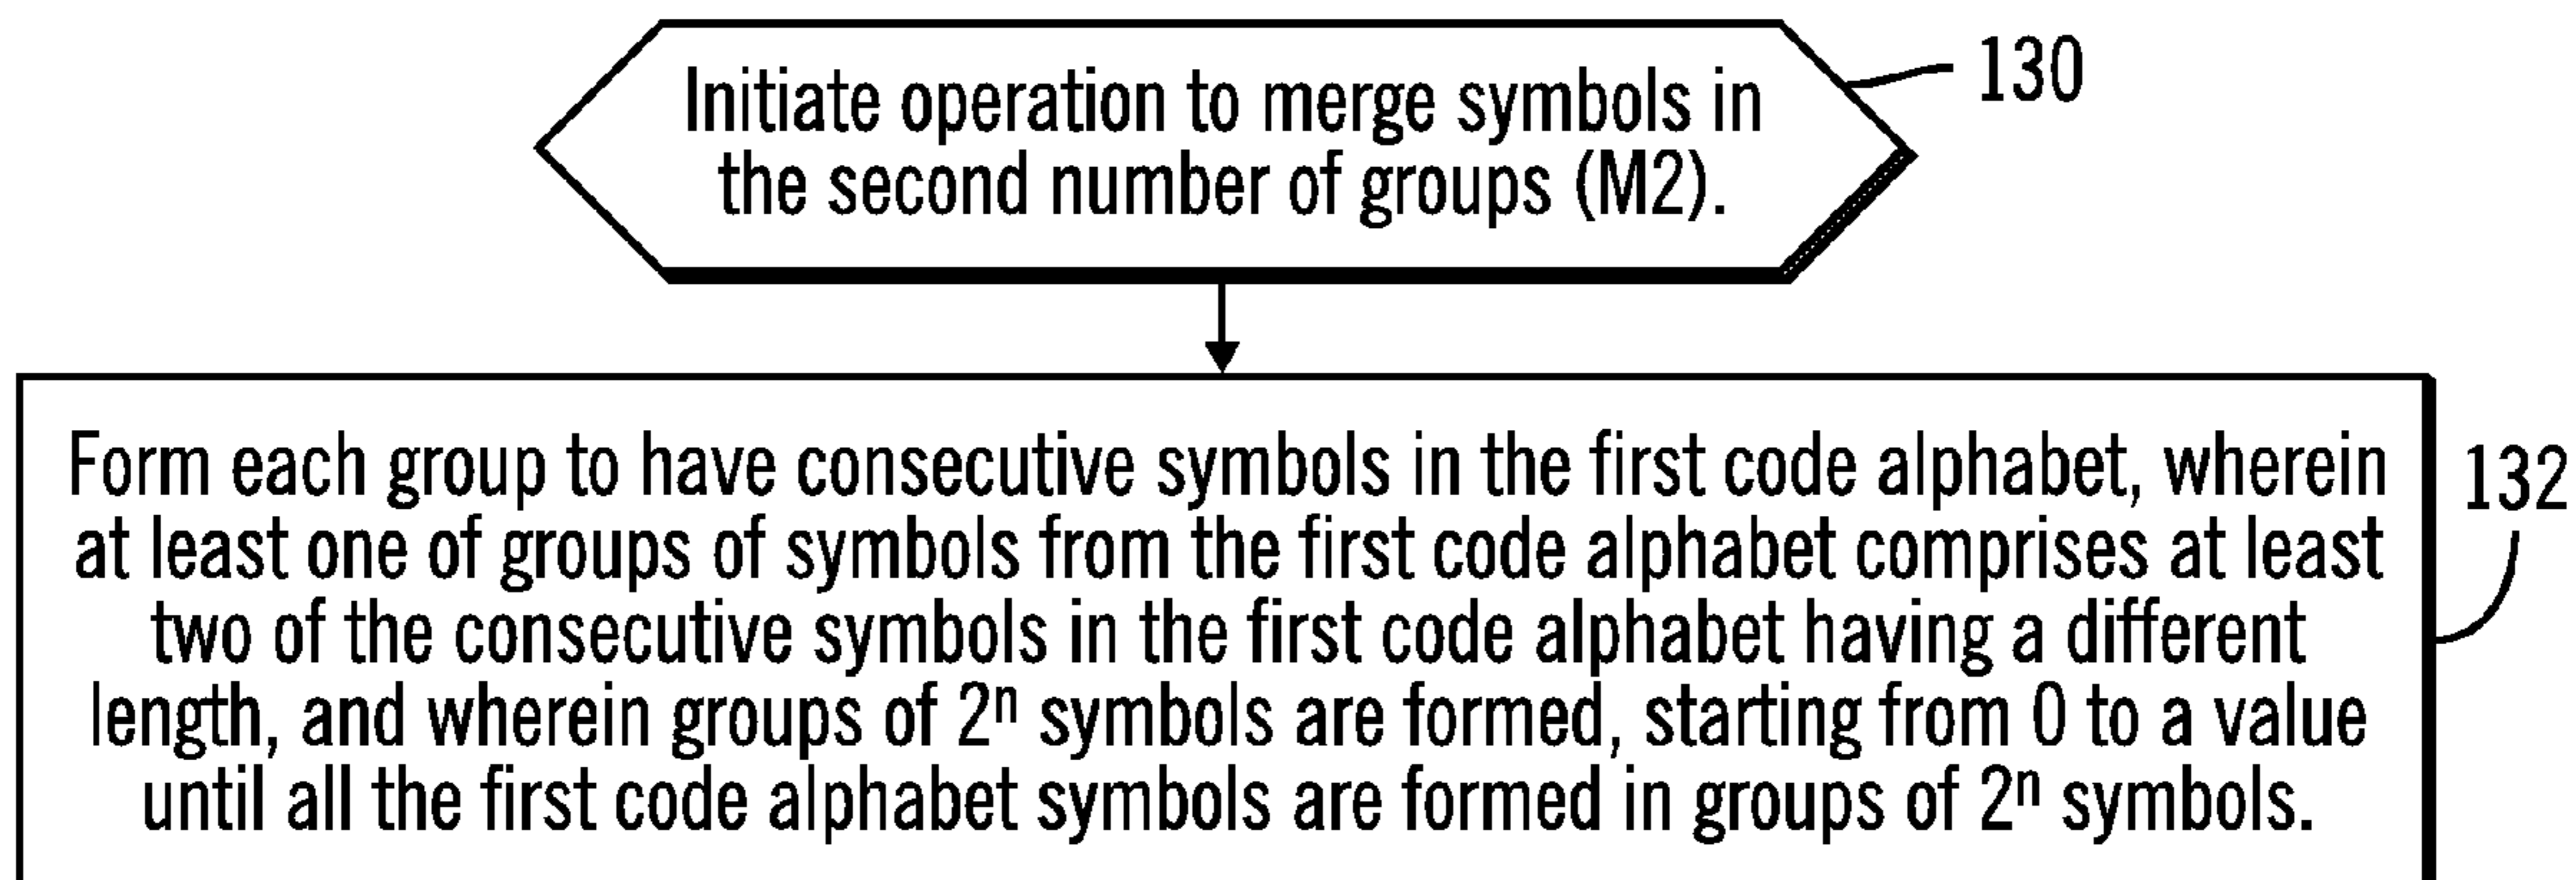 Initiate operation to merge symbols in
the second number of groups (M2).
130
Form each group to have consecutive symbols in the first code alphabet, wherein
at least one of groups of symbols from the first code alphabet comprises at least
two of the consecutive symbols in the first code alphabet having a different
length, and wherein groups of 2ⁿ symbols are formed, starting from 0 to a value
until all the first code alphabet symbols are formed in groups of 2ⁿ symbols.
132